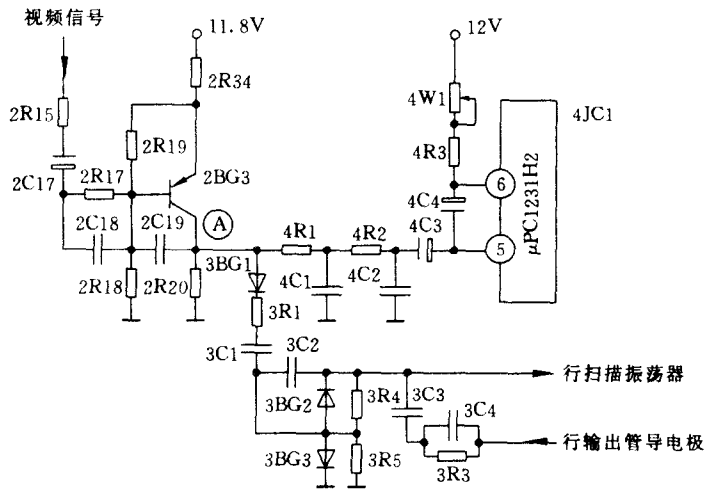 视频信号
11.8V
12V
2R34
4W1
4JC1
2R15
2R19
4R3
2C17
2R17
2BG3
6
μPC1231H2
4C4
2C18
2C19
A
4R1
4R2
4C3
5
3BG1
4C1
4C2
2R18
2R20
3R1
3C1
3C2
行扫描振荡器
3BG2
3R4
3C3
3C4
行输出管导电极
3BG3
3R5
3R3